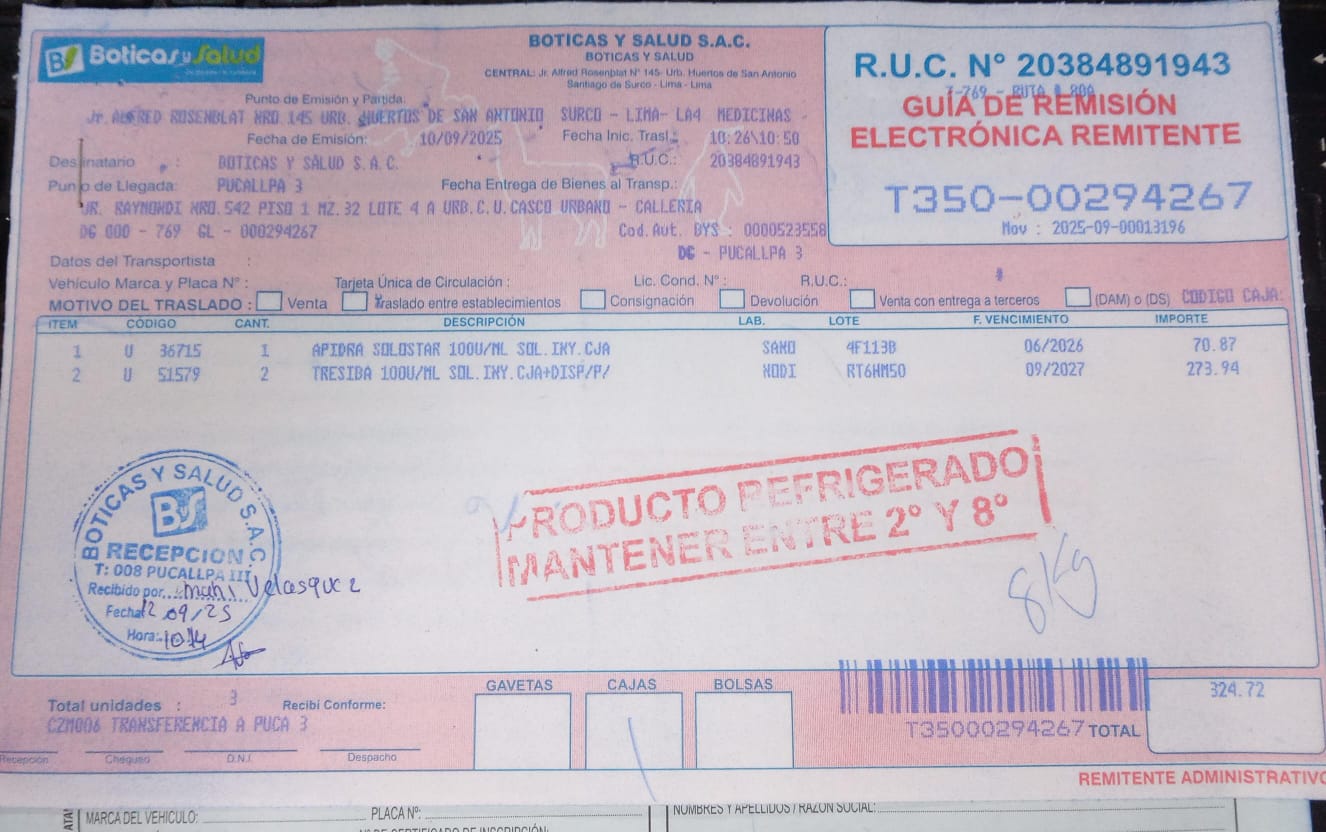 Boticas y Salud
BOTICAS Y SALUD S.A.C.
BOTICAS Y SALUD
CENTRAL: Jr. Alfred Rosenplat N° 145- Urb. Huertos de San Antonio
Santiago de Surco - Lima - Lima
R.U.C. N° 20384891943
GUÍA DE REMISIÓN
ELECTRÓNICA REMITENTE
T350-00294267
Mov : 2025-09-00013196
Punto de Emisión y Partida:
Jr. ALFRED ROSENBLAT NRO.145 URB. HUERTOS DE SAN ANTONIO SURCO - LIMA- LA4 MEDICINAS -
Fecha de Emisión: 10/09/2025 Fecha Inic. Trasl.: 10:26\10:50
Destinatario : BOTICAS Y SALUD S.A.C. R.U.C.: 20384891943
Punto de Llegada: PUCALLPA 3 Fecha Entrega de Bienes al Transp.:
JR. RAYMONDI NRO.542 PISO 1 MZ.32 LOTE 4 A URB.C.U.CASCO URBANO - CALLERIA
DG 000 - 769 GL - 000294267 Cod.Aut. BYS : 0000523558
DG - PUCALLPA 3
Datos del Transportista :
Vehículo Marca y Placa N° : Tarjeta Única de Circulación : Lic. Cond. N° : R.U.C.:
MOTIVO DEL TRASLADO : Venta Traslado entre establecimientos Consignación Devolución Venta con entrega a terceros (DAM) o (DS) CODIGO CAJA:
ITEM CÓDIGO CANT. DESCRIPCIÓN LAB. LOTE F. VENCIMIENTO IMPORTE
1 U 36715 1 APIDRA SOLOSTAR 100U/ML SOL.INY.CJA SANO 4F113B 06/2026 70.87
2 U 51579 2 TRESIBA 100U/ML SOL.INY.CJA+DISP/P/ NODI RT6HM50 09/2027 273.94
PRODUCTO REFRIGERADO
MANTENER ENTRE 2° Y 8°
8Kg
BOTICAS Y SALUD S.A.C
RECEPCION
T: 008 PUCALLPA III
Recibido por: Velasquez
Fecha: 12 09/25
Hora: 1014
Total unidades : 3 Recibí Conforme:
CZM006 TRANSFERENCIA A PUCA 3
Recepción Chequeo D.N.I. Despacho
GAVETAS CAJAS BOLSAS
T35000294267 TOTAL 324.72
REMITENTE ADMINISTRATIVO
MARCA DEL VEHICULO: PLACA N°: NOMBRES Y APELLIDOS / RAZON SOCIAL: